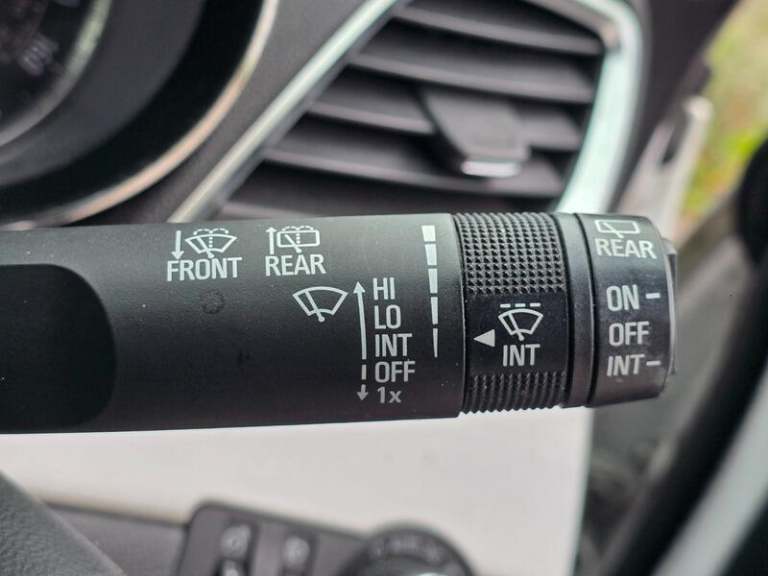 FRONT
REAR
HI
LO
INT
OFF
1x
INT
REAR
ON
OFF
INT